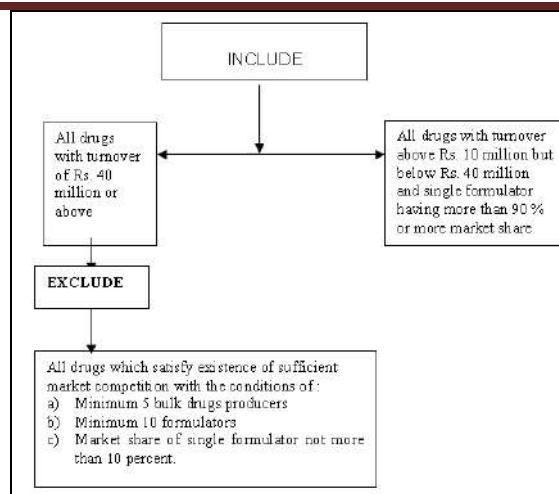 INCLUDE
All drugs
with turnover
of Rs. 40
million or
above
All drugs with turnover
above Rs. 10 million but
below Rs. 40 million
and single formulator
having more than 90 %
or more market share
EXCLUDE
All drugs which satisfy existence of sufficient
market competition with the conditions of :
a) Minimum 5 bulk drugs producers
b) Minimum 10 formulators
c) Market share of single formulator not more
than 10 percent.